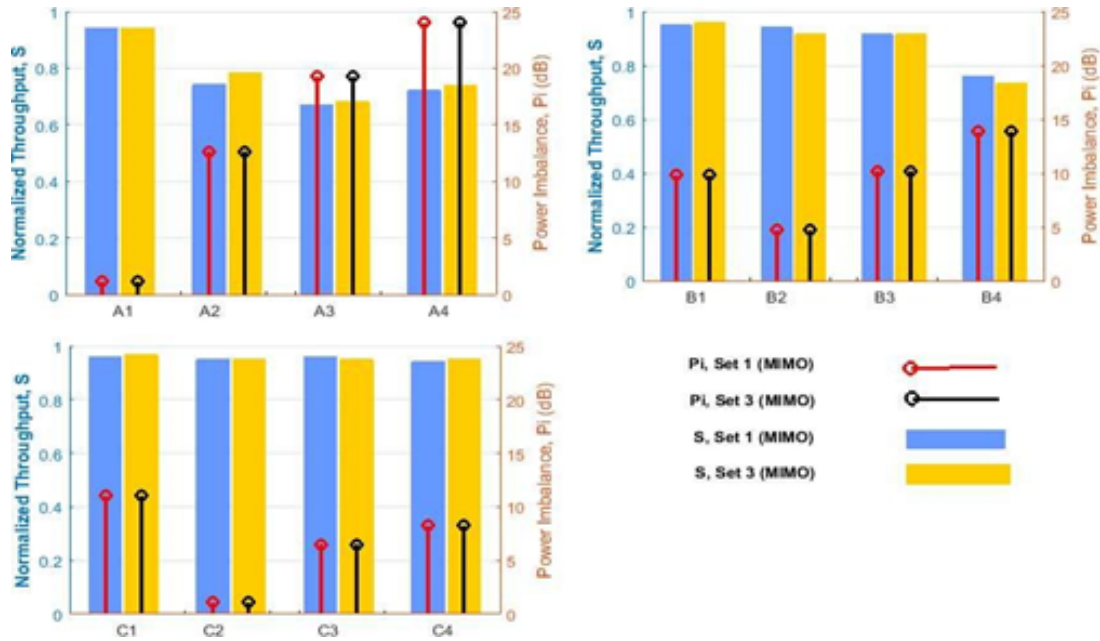 Normalized Throughput, S
1
0.8
0.6
0.4
0.2
0
25
20
15
10
5
0
Power Imbalance, Pi (dB)
A1 A2 A3 A4
Normalized Throughput, S
1
0.8
0.6
0.4
0.2
0
25
20
15
10
5
0
Power Imbalance, Pi (dB)
B1 B2 B3 B4
Normalized Throughput, S
1
0.8
0.6
0.4
0.2
0
25
20
15
10
5
0
Power Imbalance, Pi (dB)
C1 C2 C3 C4
Pi, Set 1 (MIMO)
Pi, Set 3 (MIMO)
S, Set 1 (MIMO)
S, Set 3 (MIMO)